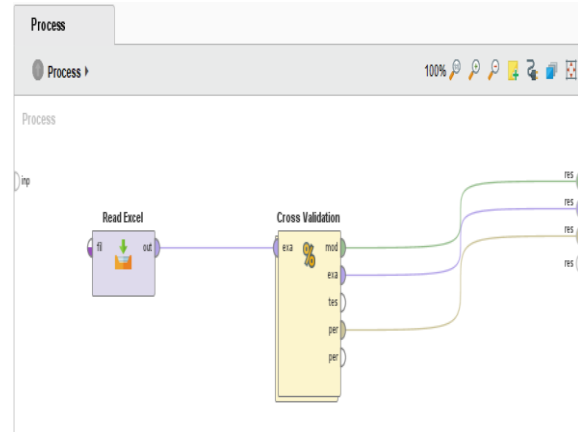 Process
Process
100%
Process
inp
res
res
res
res
Read Excel
fil
out
Cross Validation
%
exa
mod
exa
tes
per
per